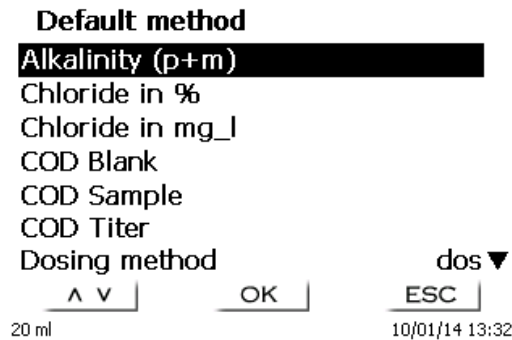 Default method
Alkalinity (p+m)
Chloride in %
Chloride in mg_l
COD Blank
COD Sample
COD Titer
Dosing method dos ▼
∧ ∨ OK ESC
20 ml 10/01/14 13:32